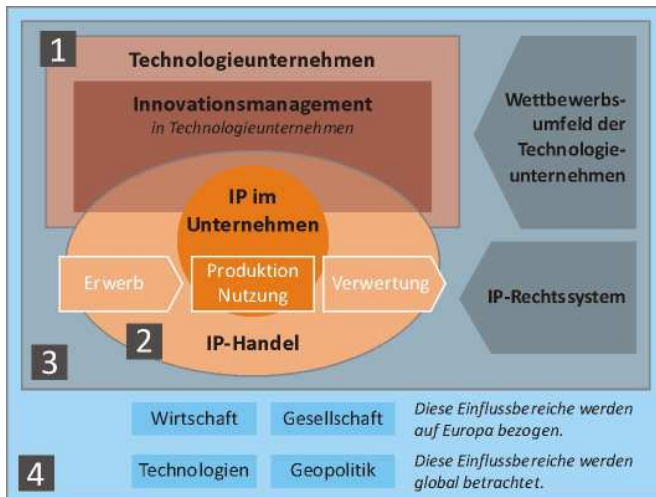 1
Technologieunternehmen
Innovationsmanagement
in Technologieunternehmen
Wettbewerbs-
umfeld der
Technologie-
unternehmen
IP im
Unternehmen
Erwerb
Produktion
Nutzung
Verwertung
IP-Rechtssystem
2
IP-Handel
3
Wirtschaft
Gesellschaft
Diese Einflussbereiche werden
auf Europa bezogen.
4
Technologien
Geopolitik
Diese Einflussbereiche werden
global betrachtet.